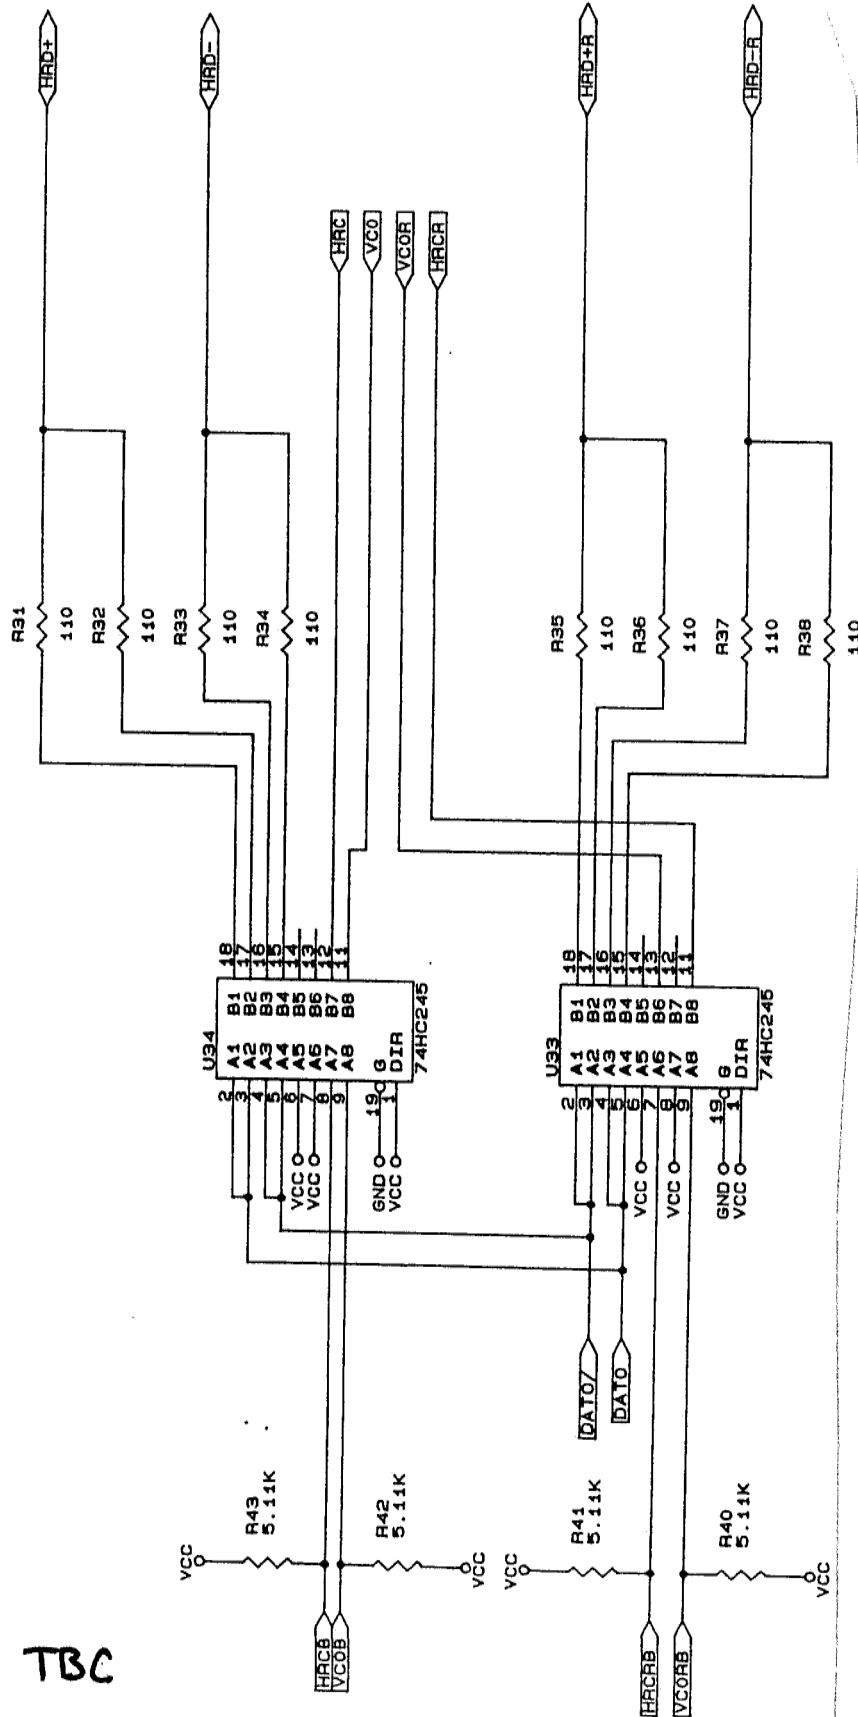 HRD+
HRD-
HRD+R
HRD-R
HRC
VCO
VCOR
HRCR
R31
110
R32
110
R33
110
R34
110
R35
110
R36
110
R37
110
R38
110
U34
18 B1 A1 2
17 B2 A2 3
16 B3 A3 4
15 B4 A4 5
14 B5 A5 6 VCC
13 B6 A6 7 VCC
12 B7 A7 8
11 B8 A8 9
G 19 GND
DIR 1 VCC
74HC245
U33
18 B1 A1 2
17 B2 A2 3
16 B3 A3 4
15 B4 A4 5
14 B5 A5 6 VCC
13 B6 A6 7
12 B7 A7 8 VCC
11 B8 A8 9
G 19 GND
DIR 1 VCC
74HC245
DATO/
DATO
VCC
R43
5.11K
R42
5.11K
VCC
VCC
R41
5.11K
R40
5.11K
VCC
HRCB
VCOB
HRCRB
VCORB
TBC